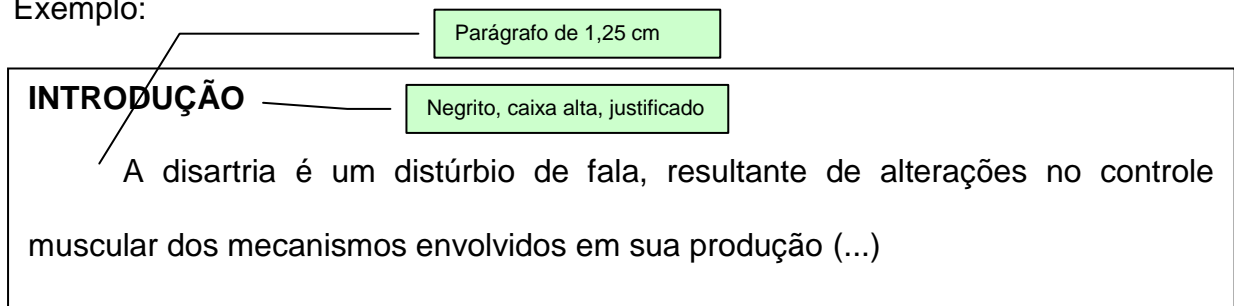 Exemplo:
Parágrafo de 1,25 cm
INTRODUÇÃO
Negrito, caixa alta, justificado
A disartria é um distúrbio de fala, resultante de alterações no controle
muscular dos mecanismos envolvidos em sua produção (...)